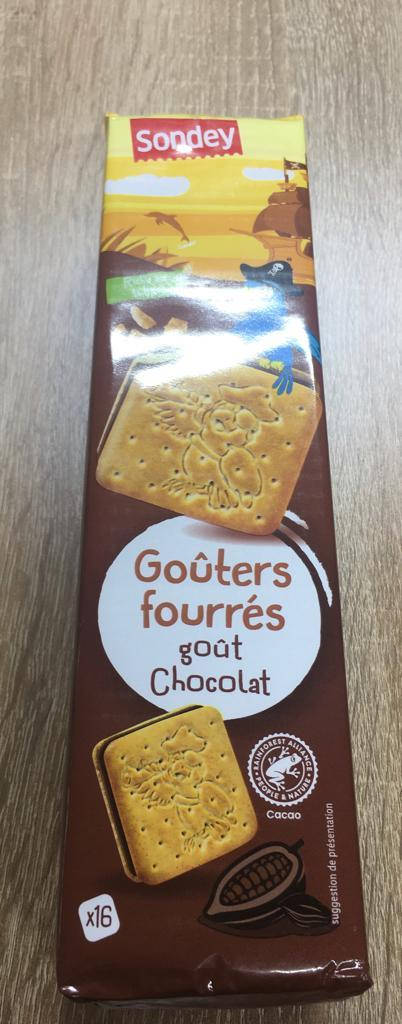 Sondey
Goûters
fourrés
goût
Chocolat
RAINFOREST ALLIANCE
PEOPLE & NATURE
Cacao
suggestion de présentation
x16